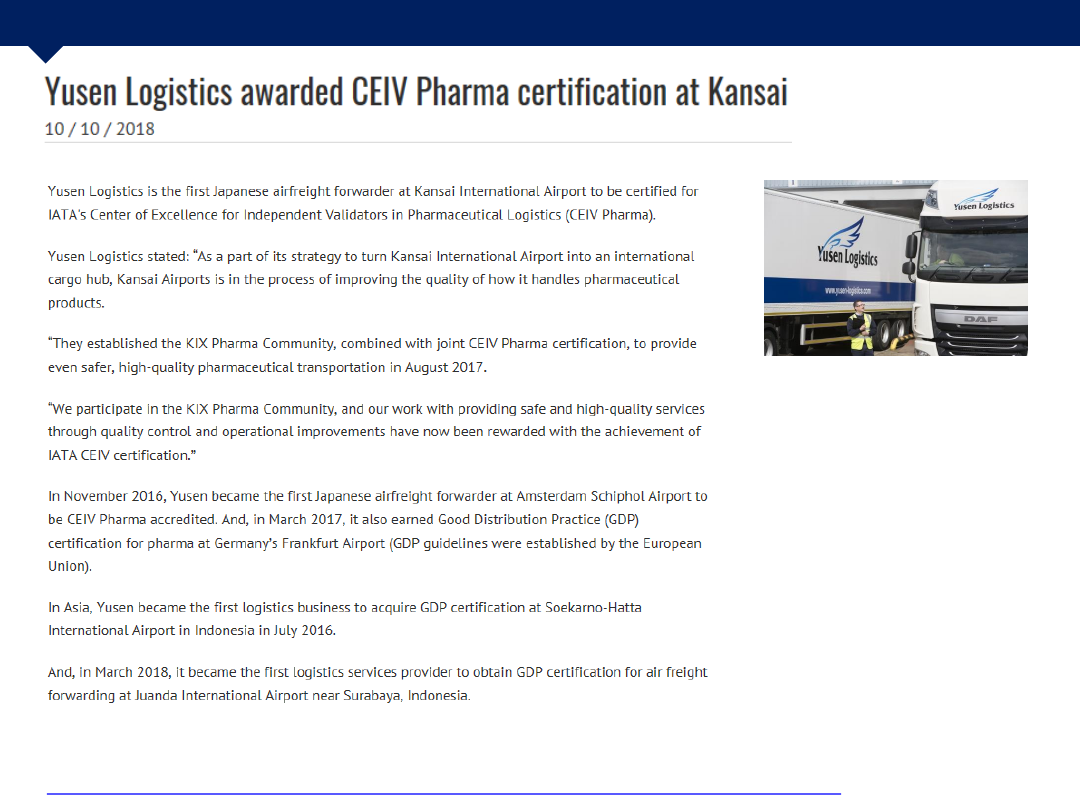 Yusen Logistics awarded CEIV Pharma certification at Kansai
10 / 10 / 2018
Yusen Logistics is the first Japanese airfreight forwarder at Kansai International Airport to be certified for
IATA's Center of Excellence for Independent Validators in Pharmaceutical Logistics (CEIV Pharma).
Yusen Logistics stated: “As a part of its strategy to turn Kansai International Airport into an international
cargo hub, Kansai Airports is in the process of improving the quality of how it handles pharmaceutical
products.
“They established the KIX Pharma Community, combined with joint CEIV Pharma certification, to provide
even safer, high-quality pharmaceutical transportation in August 2017.
“We participate in the KIX Pharma Community, and our work with providing safe and high-quality services
through quality control and operational improvements have now been rewarded with the achievement of
IATA CEIV certification.”
In November 2016, Yusen became the first Japanese airfreight forwarder at Amsterdam Schiphol Airport to
be CEIV Pharma accredited. And, in March 2017, it also earned Good Distribution Practice (GDP)
certification for pharma at Germany’s Frankfurt Airport (GDP guidelines were established by the European
Union).
In Asia, Yusen became the first logistics business to acquire GDP certification at Soekarno-Hatta
International Airport in Indonesia in July 2016.
And, in March 2018, it became the first logistics services provider to obtain GDP certification for air freight
forwarding at Juanda International Airport near Surabaya, Indonesia.
Yusen Logistics
Yusen Logistics
www.yusen-logistics.com
DAF